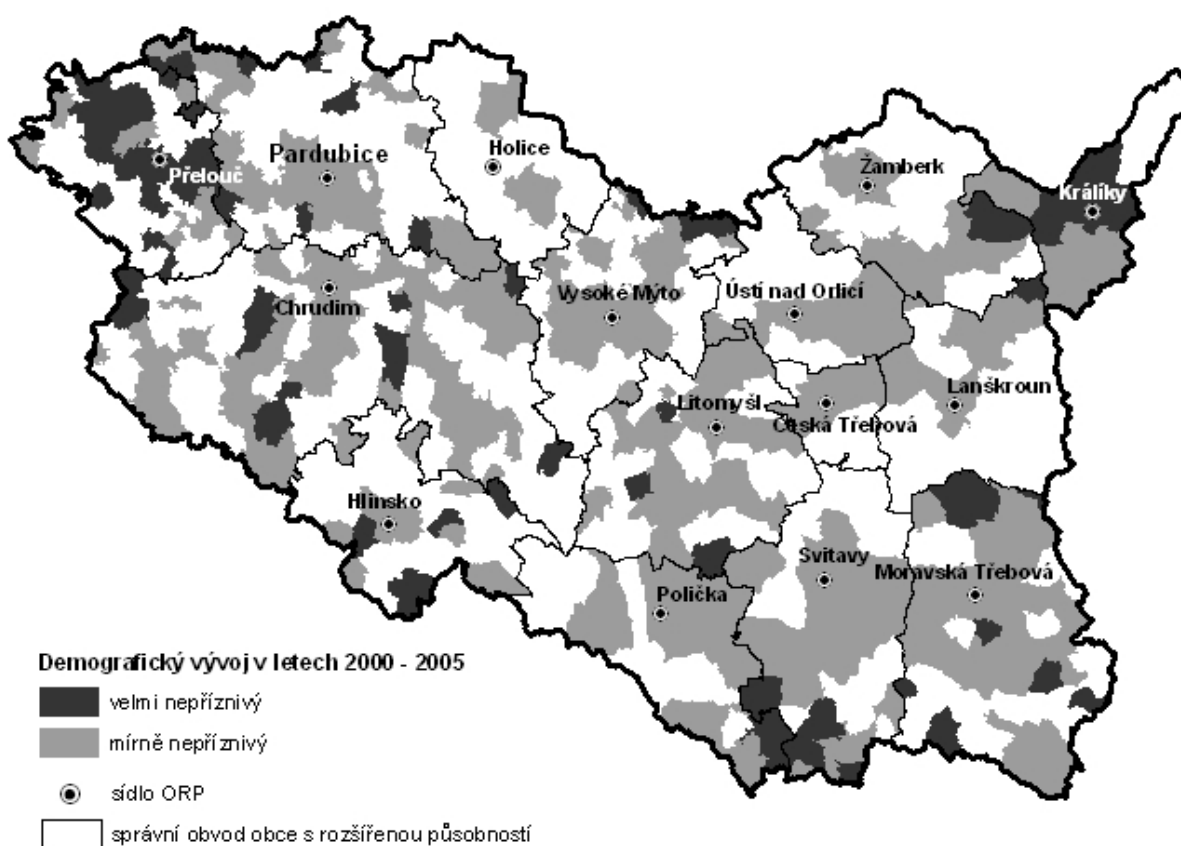 Holice
Pardubice
Žamberk
Přelouč
Králíky
Vysoké Mýto
Ústí nad Orlicí
Chrudim
Lanškroun
Litomyšl
Česká Třebová
Hlinsko
Svitavy
Moravská Třebová
Polička
Demografický vývoj v letech 2000 - 2005
velmi nepříznivý
mírně nepříznivý
sídlo ORP
správní obvod obce s rozšířenou působností